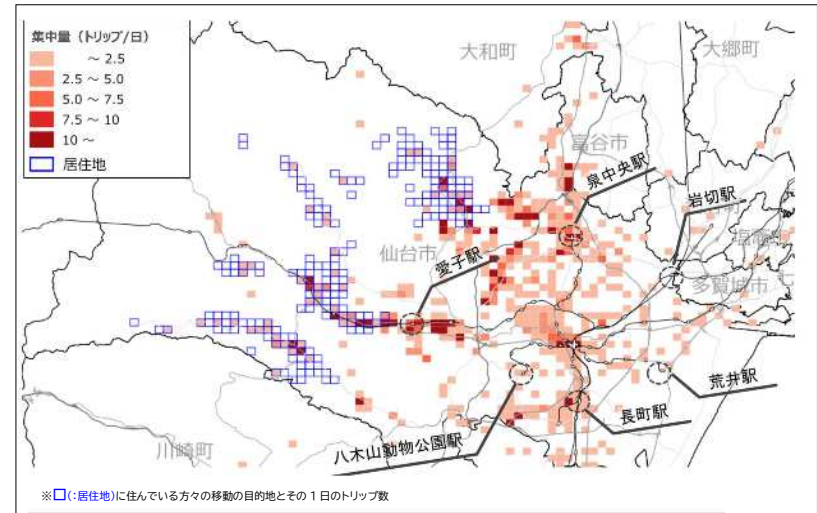 集中量（トリップ/日）
～ 2.5
2.5 ～ 5.0
5.0 ～ 7.5
7.5 ～ 10
10 ～
居住地
大和町
大郷町
富谷市
泉中央駅
岩切駅
仙台市
愛子駅
多賀城市
荒井駅
長町駅
八木山動物公園駅
川崎町
※□(:居住地)に住んでいる方々の移動の目的地とその1日のトリップ数